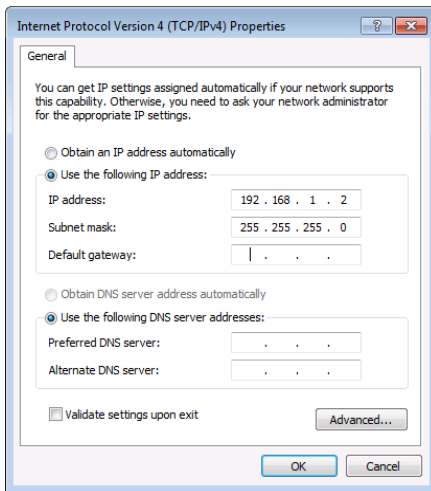 Internet Protocol Version 4 (TCP/IPv4) Properties
General
You can get IP settings assigned automatically if your network supports
this capability. Otherwise, you need to ask your network administrator
for the appropriate IP settings.
Obtain an IP address automatically
Use the following IP address:
IP address: 192 . 168 . 1 . 2
Subnet mask: 255 . 255 . 255 . 0
Default gateway: . . .
Obtain DNS server address automatically
Use the following DNS server addresses:
Preferred DNS server: . . .
Alternate DNS server: . . .
Validate settings upon exit
Advanced...
OK Cancel